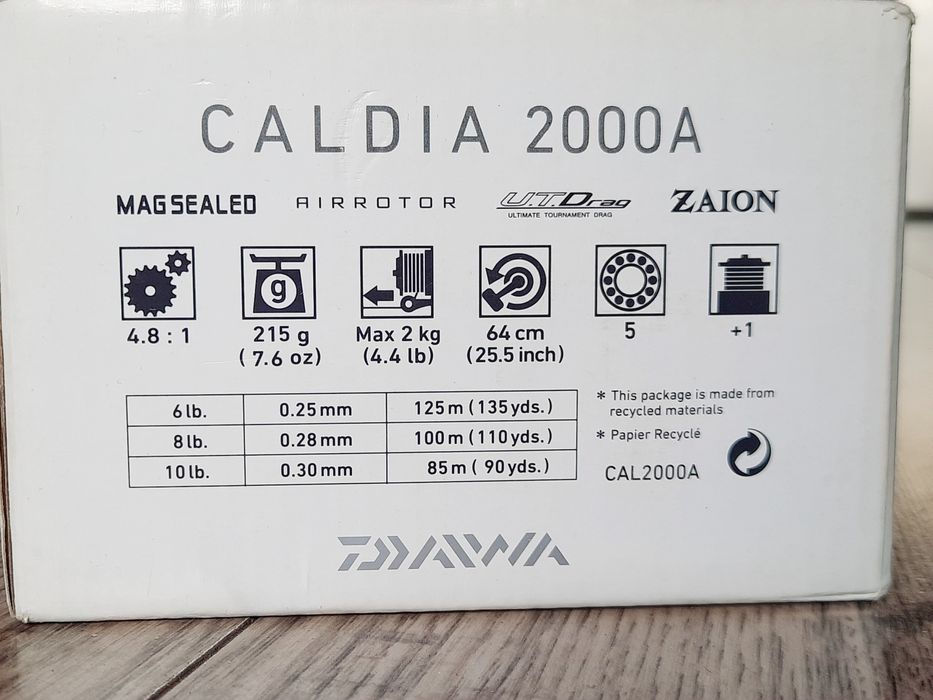 CALDIA 2000A
MAGSEALED AIRROTOR U.T.Drag ZAION
ULTIMATE TOURNAMENT DRAG
g
4.8 : 1 215 g Max 2 kg 64 cm 5 +1
( 7.6 oz) (4.4 lb) (25.5 inch)
6 lb. 0.25 mm 125 m ( 135 yds. )
8 lb. 0.28 mm 100 m ( 110 yds. )
10 lb. 0.30 mm 85 m ( 90 yds. )
* This package is made from
recycled materials
* Papier Recyclé
CAL2000A
DAIWA